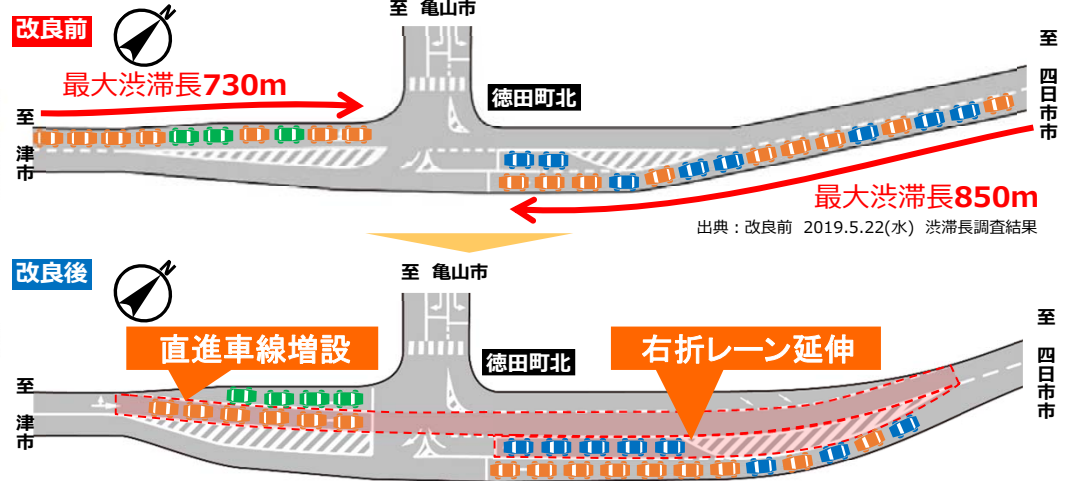 至 亀山市
改良前
N
最大渋滞長730m
徳田町北
至 四日市市
至 津市
最大渋滞長850m
出典：改良前 2019.5.22(水) 渋滞長調査結果
改良後
N
至 亀山市
直進車線増設
徳田町北
右折レーン延伸
至 四日市市
至 津市